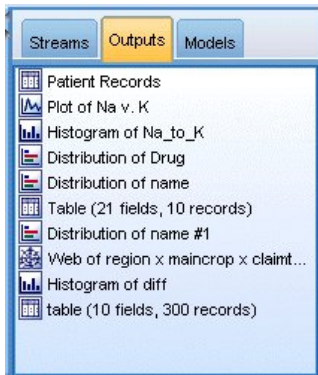 Streams Outputs Models
Patient Records
Plot of Na v. K
Histogram of Na_to_K
Distribution of Drug
Distribution of name
Table (21 fields, 10 records)
Distribution of name #1
Web of region x maincrop x claimt...
Histogram of diff
table (10 fields, 300 records)